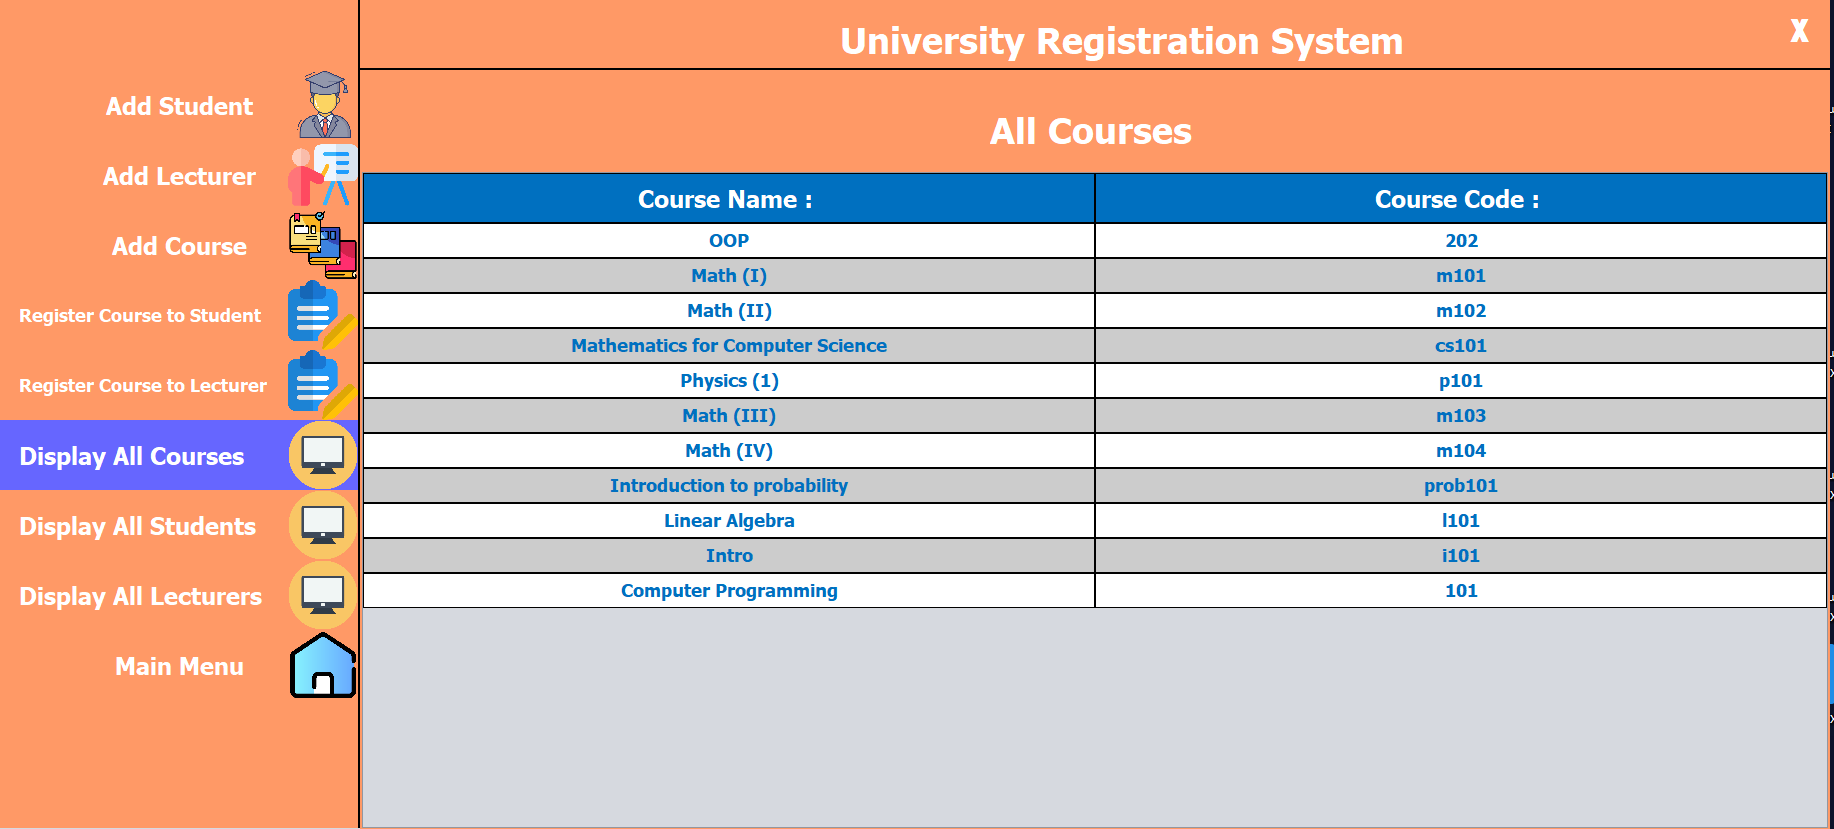 University Registration System
X
Add Student
Add Lecturer
Add Course
Register Course to Student
Register Course to Lecturer
Display All Courses
Display All Students
Display All Lecturers
Main Menu
All Courses
Course Name : Course Code :
OOP 202
Math (I) m101
Math (II) m102
Mathematics for Computer Science cs101
Physics (1) p101
Math (III) m103
Math (IV) m104
Introduction to probability prob101
Linear Algebra l101
Intro i101
Computer Programming 101